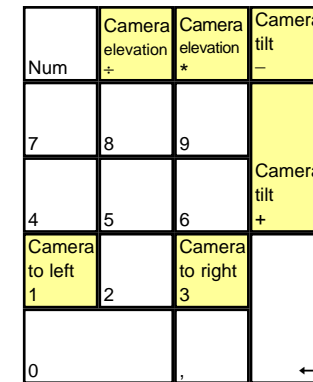 Num
Camera
elevation
÷
Camera
elevation
*
Camera
tilt
–
7
8
9
4
5
6
Camera
tilt
+
Camera
to left
1
2
Camera
to right
3
0
,
←